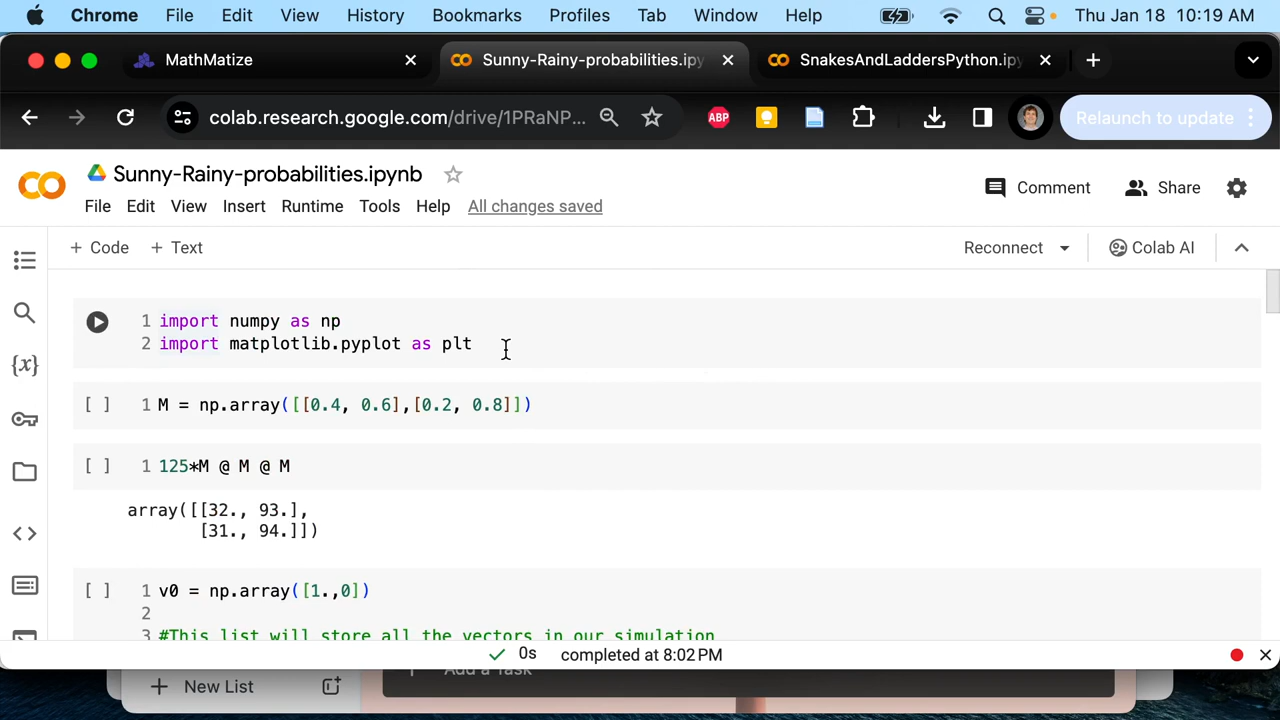 Chrome File Edit View History Bookmarks Profiles Tab Window Help Thu Jan 18 10:19 AM
MathMatize Sunny-Rainy-probabilities.ipy SnakesAndLaddersPython.ipy
colab.research.google.com/drive/1PRaNP... ABP Relaunch to update
CO Sunny-Rainy-probabilities.ipynb Comment Share
File Edit View Insert Runtime Tools Help All changes saved
+ Code + Text Reconnect Colab AI
1 import numpy as np
2 import matplotlib.pyplot as plt
[ ] 1 M = np.array([[0.4, 0.6],[0.2, 0.8]])
[ ] 1 125*M @ M @ M
array([[32., 93.],
[31., 94.]])
[ ] 1 v0 = np.array([1.,0])
2
3 #This list will store all the vectors in our simulation
{x}
<>
0s completed at 8:02 PM
Add a Task
+ New List